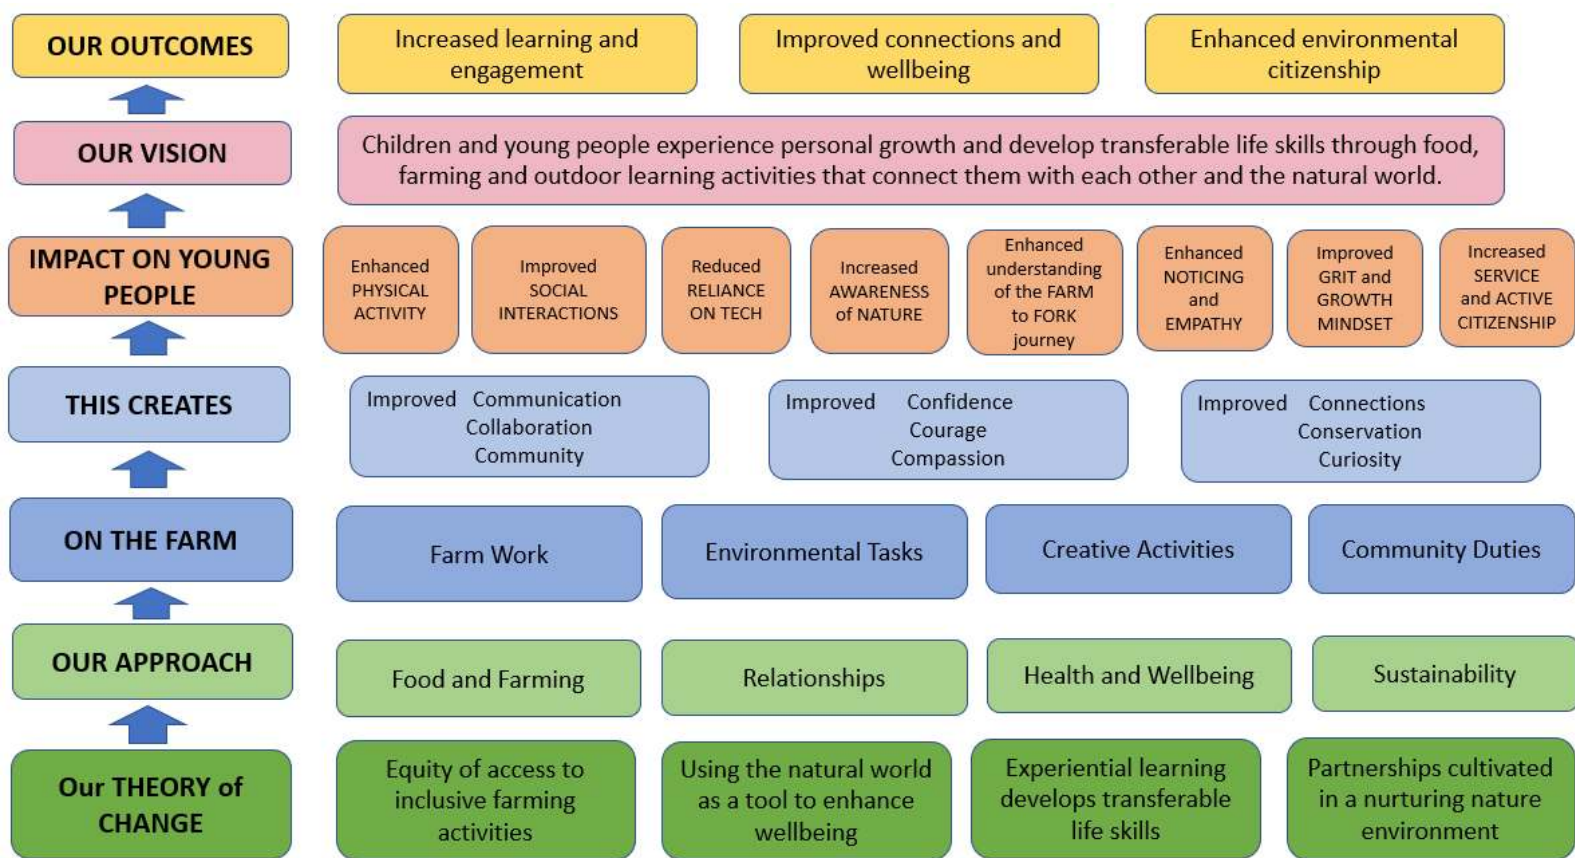 OUR OUTCOMES
Increased learning and
engagement
Improved connections and
wellbeing
Enhanced environmental
citizenship
OUR VISION
Children and young people experience personal growth and develop transferable life skills through food,
farming and outdoor learning activities that connect them with each other and the natural world.
IMPACT ON YOUNG
PEOPLE
Enhanced
PHYSICAL
ACTIVITY
Improved
SOCIAL
INTERACTIONS
Reduced
RELIANCE
ON TECH
Increased
AWARENESS
of NATURE
Enhanced
understanding
of the FARM
to FORK
journey
Enhanced
NOTICING
and
EMPATHY
Improved
GRIT and
GROWTH
MINDSET
Increased
SERVICE
and ACTIVE
CITIZENSHIP
THIS CREATES
Improved Communication
Collaboration
Community
Improved Confidence
Courage
Compassion
Improved Connections
Conservation
Curiosity
ON THE FARM
Farm Work
Environmental Tasks
Creative Activities
Community Duties
OUR APPROACH
Food and Farming
Relationships
Health and Wellbeing
Sustainability
Our THEORY of
CHANGE
Equity of access to
inclusive farming
activities
Using the natural world
as a tool to enhance
wellbeing
Experiential learning
develops transferable
life skills
Partnerships cultivated
in a nurturing nature
environment